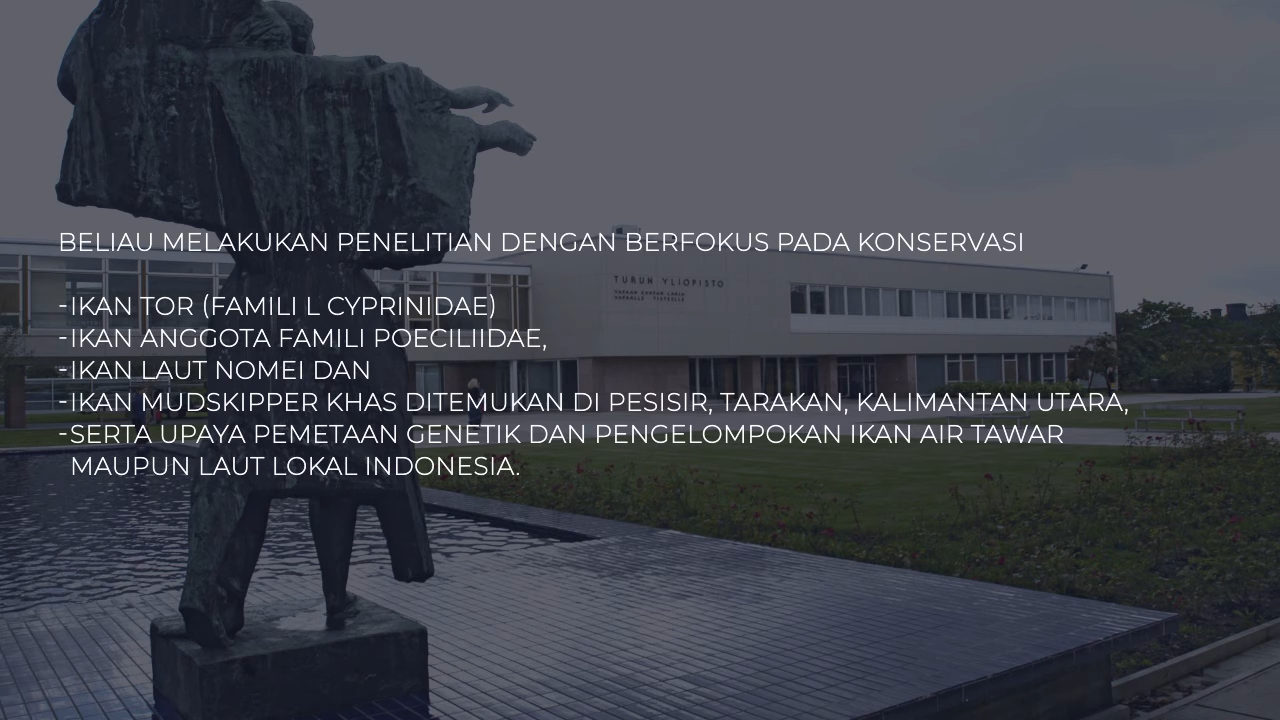 TURUN YLIOPISTO
BELIAU MELAKUKAN PENELITIAN DENGAN BERFOKUS PADA KONSERVASI
-IKAN TOR (FAMILI L CYPRINIDAE)
-IKAN ANGGOTA FAMILI POECILIIDAE,
-IKAN LAUT NOMEI DAN
-IKAN MUDSKIPPER KHAS DITEMUKAN DI PESISIR, TARAKAN, KALIMANTAN UTARA,
-SERTA UPAYA PEMETAAN GENETIK DAN PENGELOMPOKAN IKAN AIR TAWAR
MAUPUN LAUT LOKAL INDONESIA.